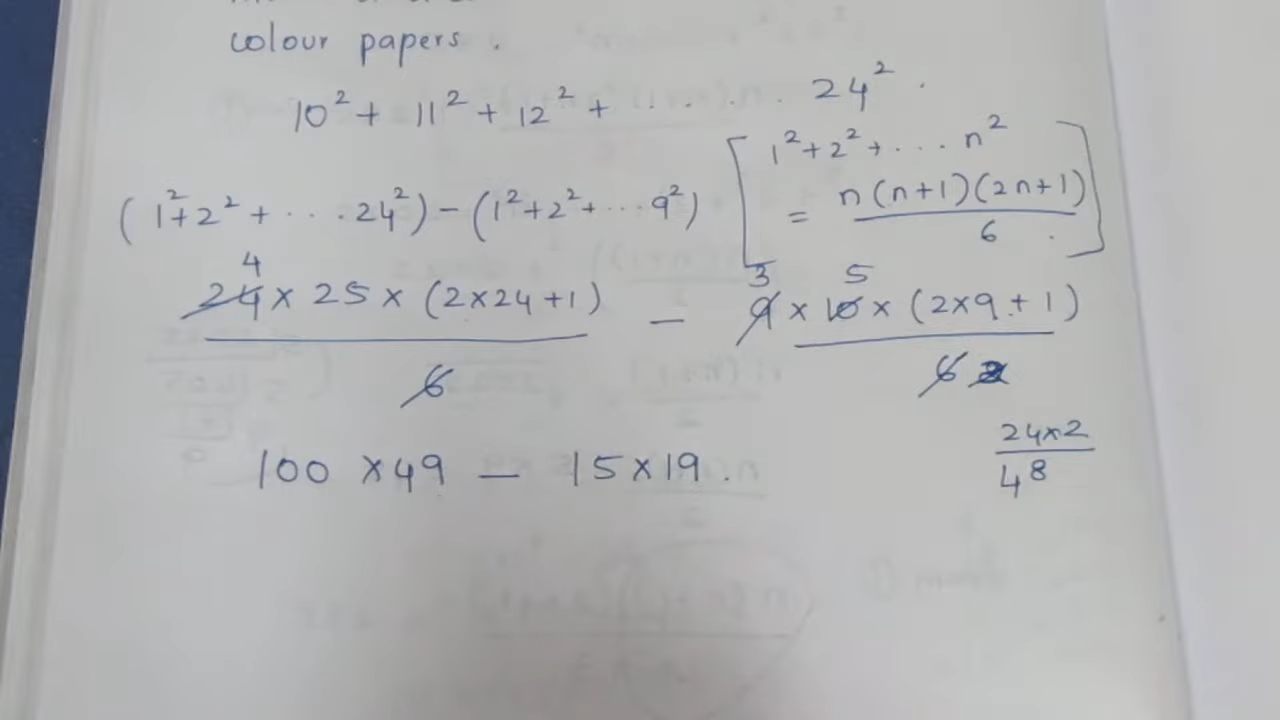 colour papers.
10² + 11² + 12² + ..... 24².
(1² + 2² + ...24²) - (1² + 2² + ...9²)
[1² + 2² + ... n²
= n(n+1)(2n+1)
6 ]
4
24 × 25 × (2×24+1)
6
-
3 5
9 × 10 × (2×9+1)
6 2
100 × 49 - 15 × 19.
24×2
48